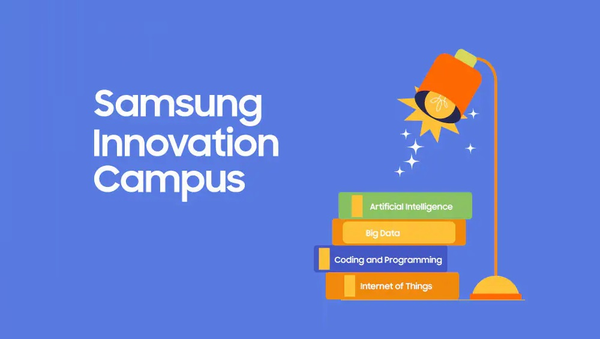 Samsung
Innovation
Campus
Artificial Intelligence
Big Data
Coding and Programming
Internet of Things